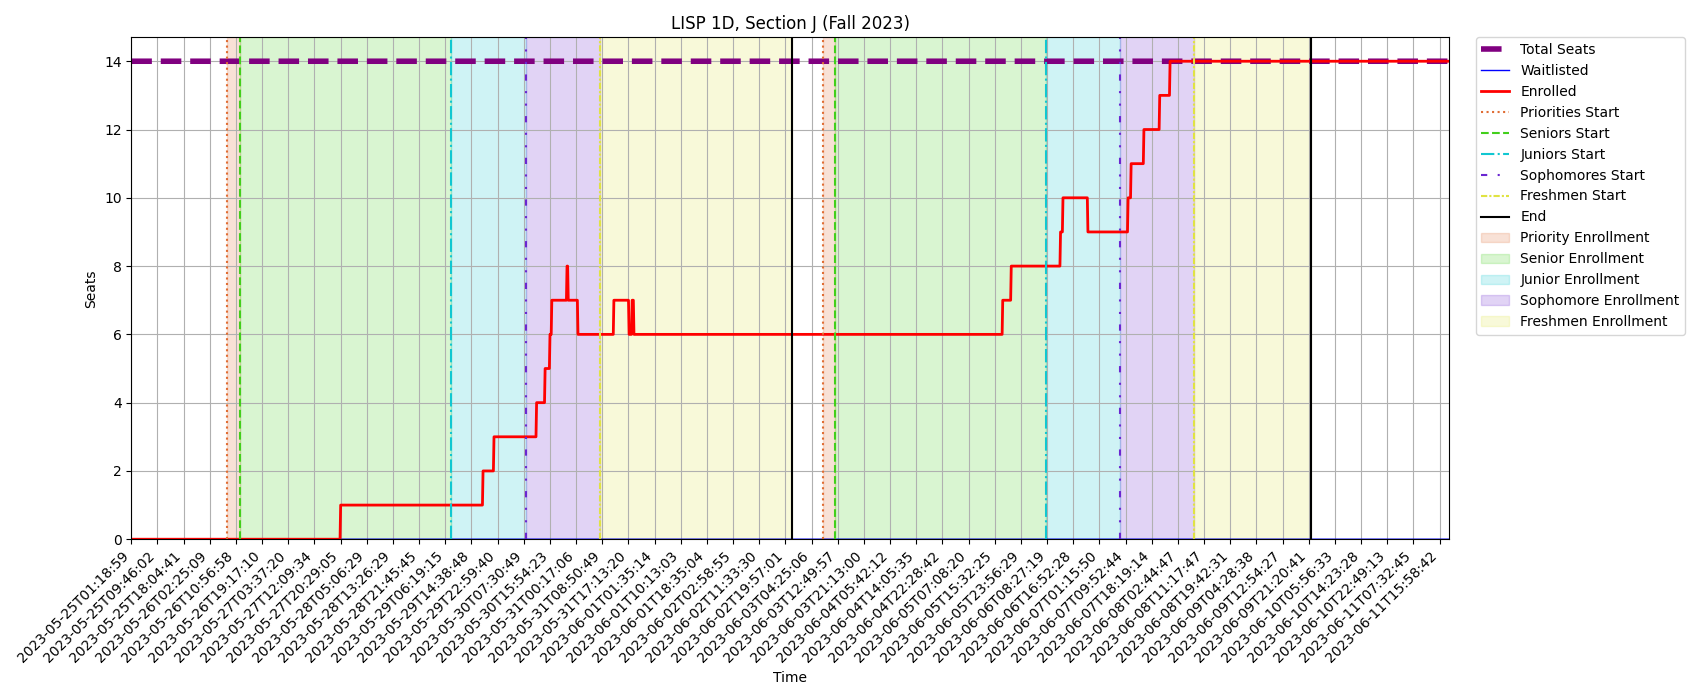 LISP 1D, Section J (Fall 2023)
Seats
14
12
10
8
6
4
2
0
2023-05-25T01:18:59
2023-05-25T09:46:02
2023-05-25T18:04:41
2023-05-26T02:25:09
2023-05-26T10:56:58
2023-05-26T19:17:10
2023-05-27T03:37:20
2023-05-27T12:09:34
2023-05-27T20:29:05
2023-05-28T05:06:29
2023-05-28T13:26:29
2023-05-28T21:45:45
2023-05-29T06:19:15
2023-05-29T14:38:48
2023-05-29T22:59:40
2023-05-30T07:30:49
2023-05-30T15:54:23
2023-05-31T00:17:06
2023-05-31T08:50:49
2023-05-31T17:13:20
2023-06-01T01:35:14
2023-06-01T10:13:03
2023-06-01T18:35:04
2023-06-02T02:58:55
2023-06-02T11:33:30
2023-06-02T19:57:01
2023-06-03T04:25:06
2023-06-03T12:49:57
2023-06-03T21:13:00
2023-06-04T05:42:12
2023-06-04T14:05:35
2023-06-04T22:28:42
2023-06-05T07:08:20
2023-06-05T15:32:25
2023-06-05T23:56:29
2023-06-06T08:27:19
2023-06-06T16:52:28
2023-06-07T01:15:50
2023-06-07T09:52:44
2023-06-07T18:19:14
2023-06-08T02:44:47
2023-06-08T11:17:47
2023-06-08T19:42:31
2023-06-09T04:28:38
2023-06-09T12:54:27
2023-06-09T21:20:41
2023-06-10T05:56:33
2023-06-10T14:23:28
2023-06-10T22:49:13
2023-06-11T07:32:45
2023-06-11T15:58:42
Time
Total Seats
Waitlisted
Enrolled
Priorities Start
Seniors Start
Juniors Start
Sophomores Start
Freshmen Start
End
Priority Enrollment
Senior Enrollment
Junior Enrollment
Sophomore Enrollment
Freshmen Enrollment